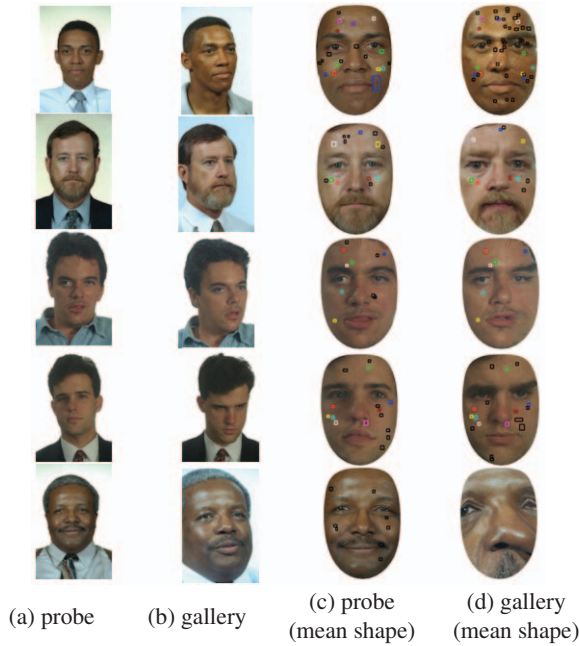 (a) probe
(b) gallery
(c) probe
(mean shape)
(d) gallery
(mean shape)